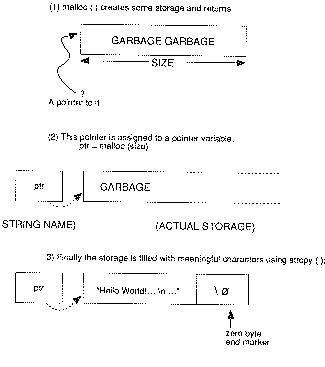 (1) malloc ( ) creates some storage and returns
GARBAGE GARBAGE
SIZE
?
A pointer to it
(2) This pointer is assigned to a pointer variable.
ptr = malloc (size)
ptr
GARBAGE
STRING NAME)
(ACTUAL STORAGE)
3) finally the storage is filled with meaningful characters using strcpy ( );
ptr
"Hello World!... \n ..."
\ Ø
zero byte
end marker